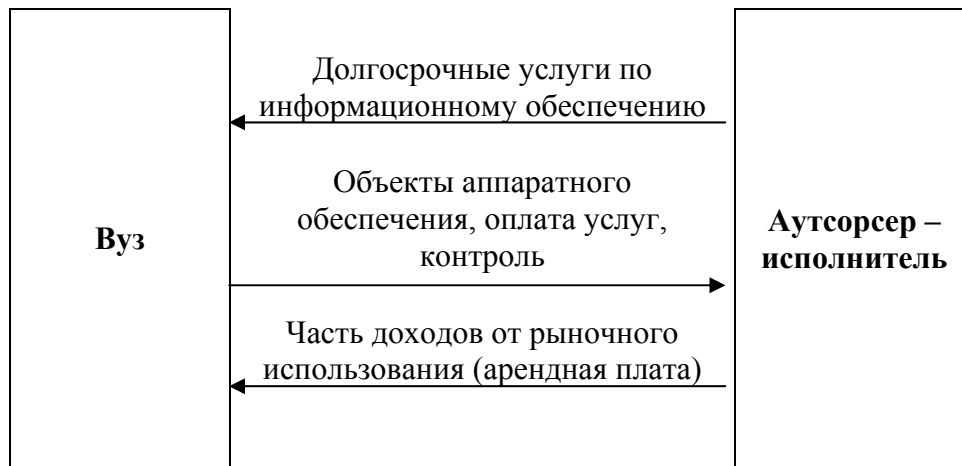 Долгосрочные услуги по
информационному обеспечению
Объекты аппаратного
обеспечения, оплата услуг,
контроль
Вуз
Аутсорсер –
исполнитель
Часть доходов от рыночного
использования (арендная плата)